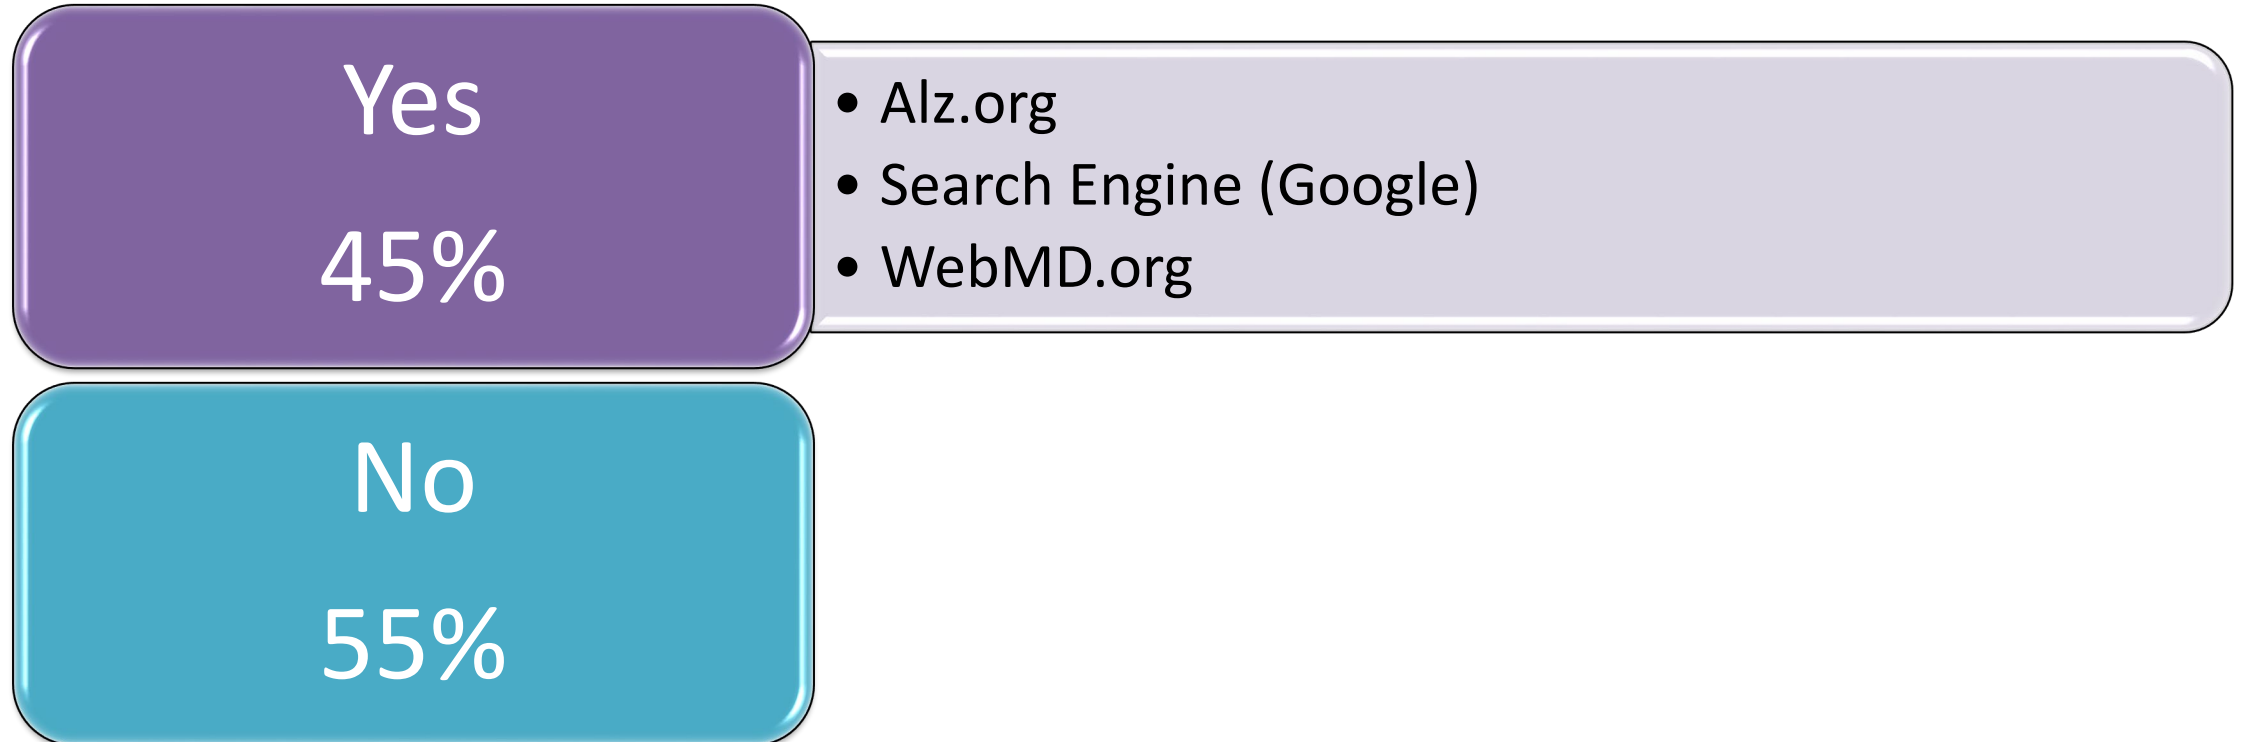 Yes
45%
• Alz.org
• Search Engine (Google)
• WebMD.org
No
55%